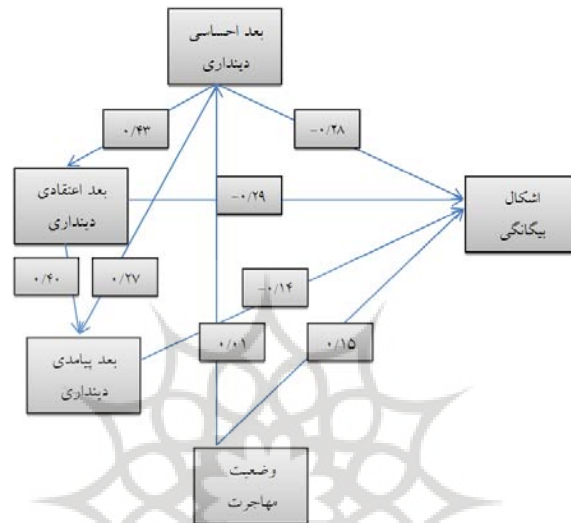 بعد احساسی
دینداری
۰/۴۳
-۰/۲۸
بعد اعتقادی
دینداری
-۰/۲۹
اشکال
بیگانگی
۰/۴۰
۰/۲۷
-۰/۱۴
بعد پیامدی
دینداری
۰/۰۱
۰/۱۵
وضعیت
مهاجرت